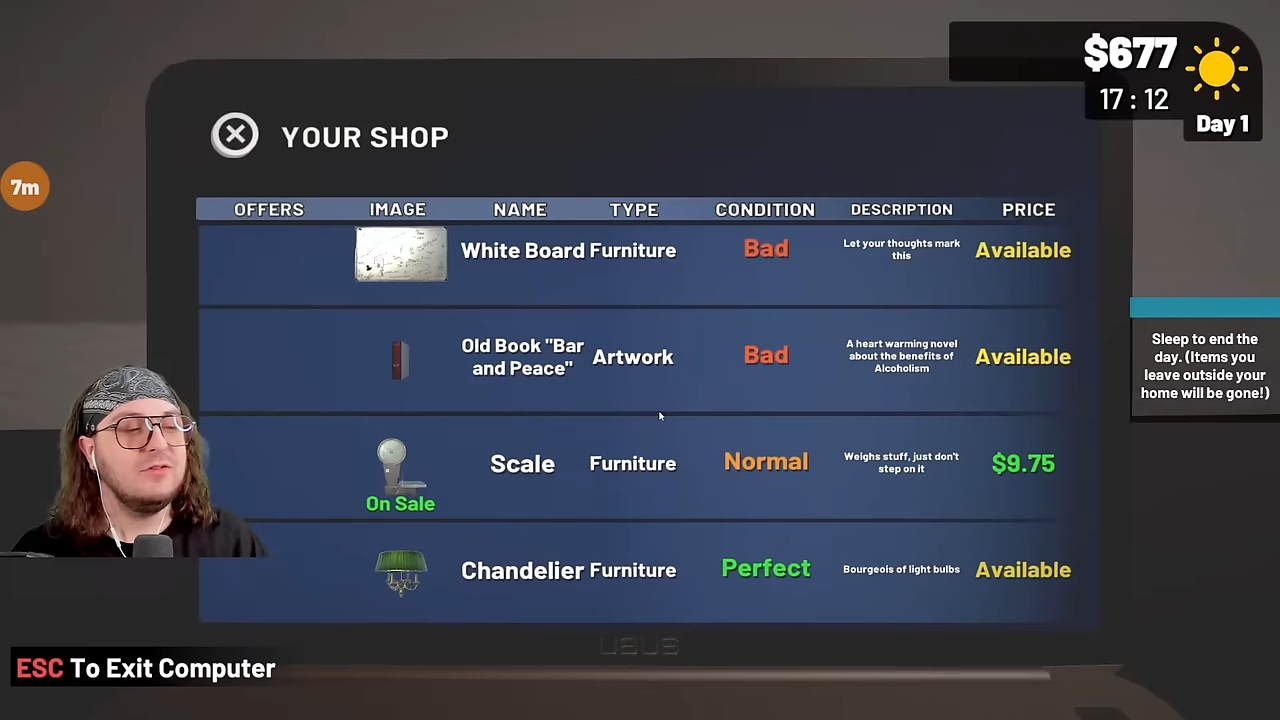 $677
17 : 12
Day 1
YOUR SHOP
7m
OFFERS IMAGE NAME TYPE CONDITION DESCRIPTION PRICE
White Board Furniture Bad Let your thoughts mark
this Available
Old Book "Bar
and Peace" Artwork Bad A heart warming novel
about the benefits of
Alcoholism Available
Scale Furniture Normal Weighs stuff, just don't
step on it $9.75
On Sale
Chandelier Furniture Perfect Bourgeois of light bulbs Available
Sleep to end the
day. (Items you
leave outside your
home will be gone!)
ESC To Exit Computer